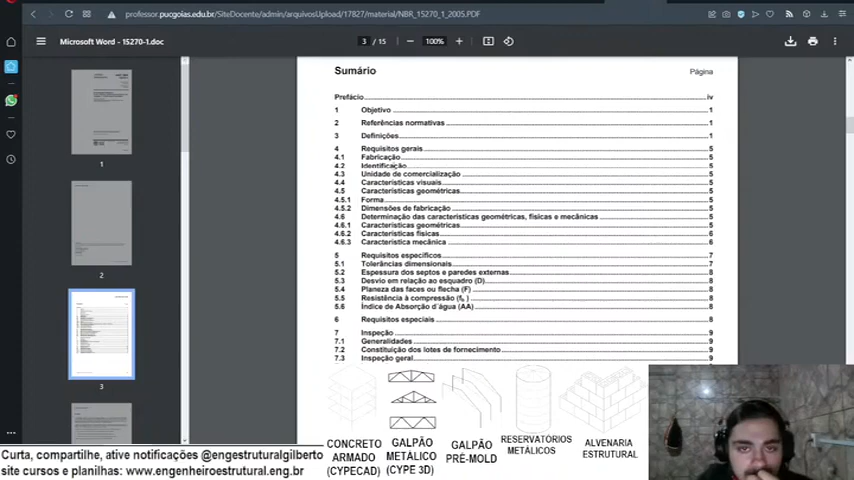 professor.pucgoias.edu.br/SiteDocente/admin/arquivosUpload/17827/material/NBR_15270_1_2005.PDF
Microsoft Word - 15270-1.doc
3 / 15
100%
Sumário Página
Prefácio iv
1 Objetivo 1
2 Referências normativas 1
3 Definições 1
4 Requisitos gerais 5
4.1 Fabricação 5
4.2 Identificação 5
4.3 Unidade de comercialização 5
4.4 Características visuais 5
4.5 Características geométricas 5
4.5.1 Forma 5
4.5.2 Dimensões de fabricação 5
4.6 Determinação das características geométricas, físicas e mecânicas 5
4.6.1 Características geométricas 5
4.6.2 Características físicas 6
4.6.3 Característica mecânica 6
5 Requisitos específicos 7
5.1 Tolerâncias dimensionais 7
5.2 Espessura dos septos e paredes externas 8
5.3 Desvio em relação ao esquadro (D) 8
5.4 Planeza das faces ou flecha (F) 8
5.5 Resistência à compressão (fb) 8
5.6 Índice de Absorção d´água (AA) 8
6 Requisitos especiais 8
7 Inspeção 9
7.1 Generalidades 9
7.2 Constituição dos lotes de fornecimento 9
7.3 Inspeção geral 9
1
2
3
CONCRETO
ARMADO
(CYPECAD)
GALPÃO
METÁLICO
(CYPE 3D)
GALPÃO
PRÉ-MOLD
RESERVATÓRIOS
METÁLICOS
ALVENARIA
ESTRUTURAL
Curta, compartilhe, ative notificações @engestruturalgilberto
site cursos e planilhas: www.engenheiroestrutural.eng.br